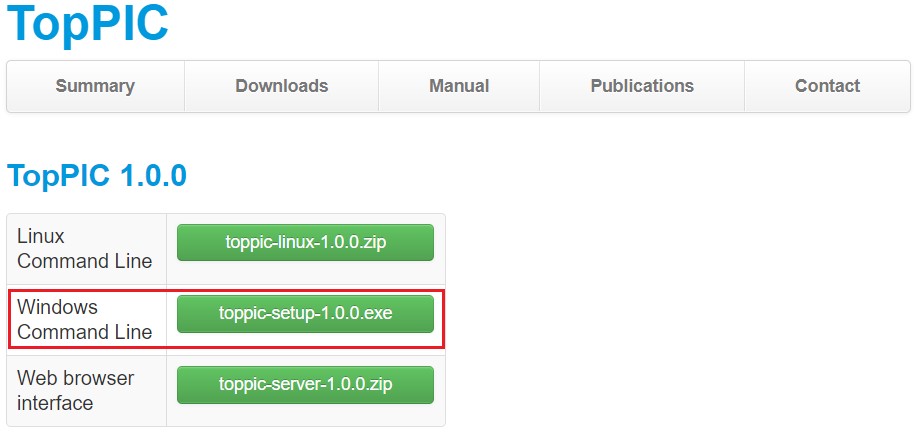 TopPIC
Summary Downloads Manual Publications Contact
TopPIC 1.0.0
Linux
Command Line
toppic-linux-1.0.0.zip
Windows
Command Line
toppic-setup-1.0.0.exe
Web browser
interface
toppic-server-1.0.0.zip